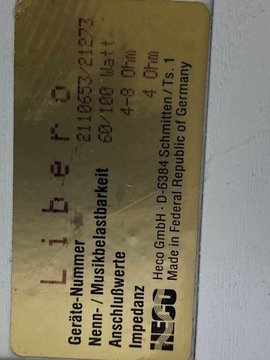 Libero
Geräte-Nummer 2110653/21273
Nenn-/Musikbelastbarkeit 60/100 Watt
Anschlußwerte 4-8 Ohm
Impedanz 4 Ohm
HECO Heco GmbH · D-6384 Schmitten/Ts. 1
Made in Federal Republic of Germany